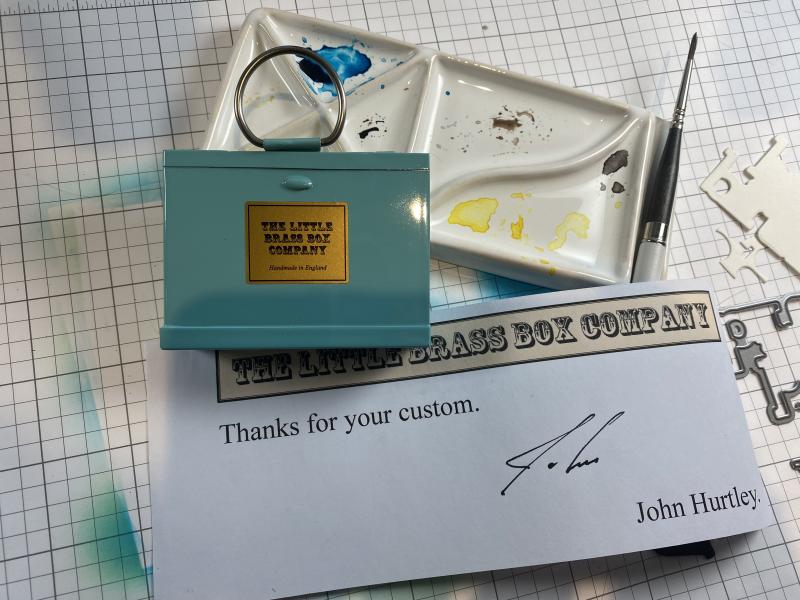 THE LITTLE
BRASS BOX
COMPANY
Handmade in England
THE LITTLE BRASS BOX COMPANY
Thanks for your custom.
John
John Hurtley.